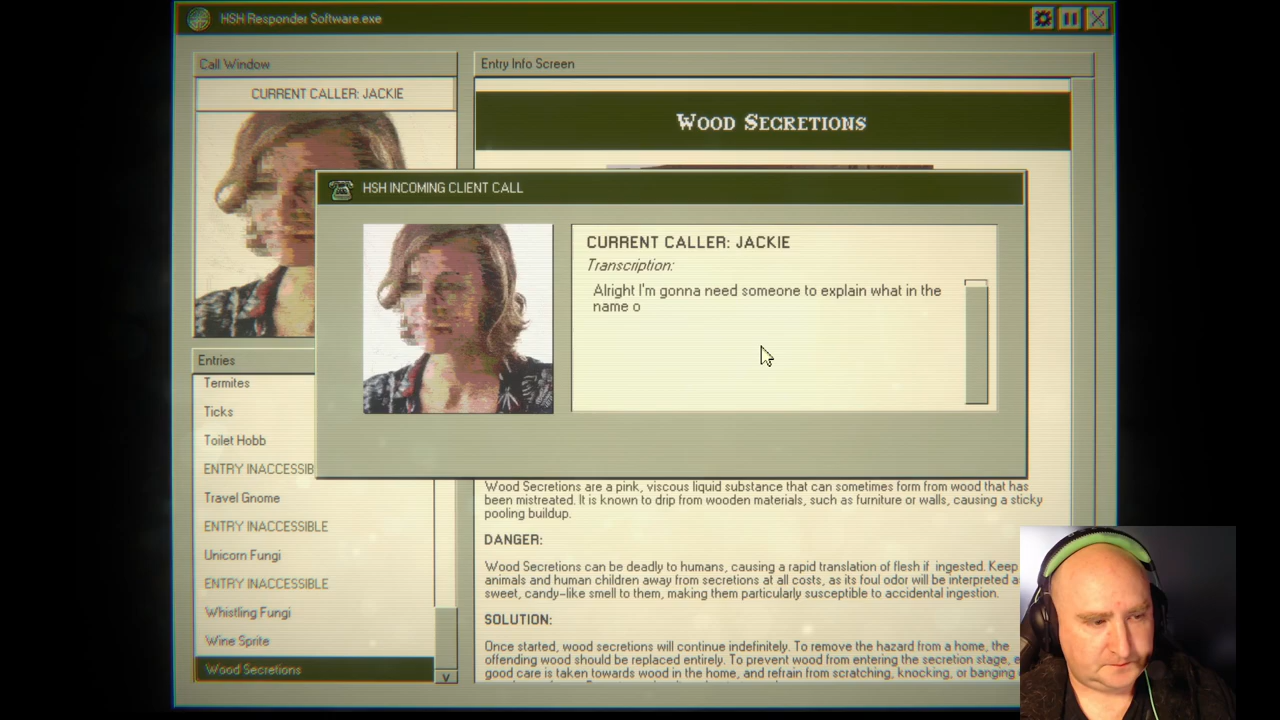 HSH Responder Software.exe
Call Window
CURRENT CALLER: JACKIE
Entry Info Screen
WOOD SECRETIONS
HSH INCOMING CLIENT CALL
CURRENT CALLER: JACKIE
Transcription:
Alright I'm gonna need someone to explain what in the
name o
Entries
Termites
Ticks
Toilet Hobb
ENTRY INACCESSIB
Travel Gnome
ENTRY INACCESSIBLE
Unicorn Fungi
ENTRY INACCESSIBLE
Whistling Fungi
Wine Sprite
Wood Secretions
Wood Secretions are a pink, viscous liquid substance that can sometimes form from wood that has
been mistreated. It is known to drip from wooden materials, such as furniture or walls, causing a sticky
pooling buildup.
DANGER:
Wood Secretions can be deadly to humans, causing a rapid translation of flesh if ingested. Keep
animals and human children away from secretions at all costs, as its foul odor will be interpreted a
sweet, candy-like smell to them, making them particularly susceptible to accidental ingestion.
SOLUTION:
Once started, wood secretions will continue indefinitely. To remove the hazard from a home, the
offending wood should be replaced entirely. To prevent wood from entering the secretion stage, e
good care is taken towards wood in the home, and refrain from scratching, knocking, or banging